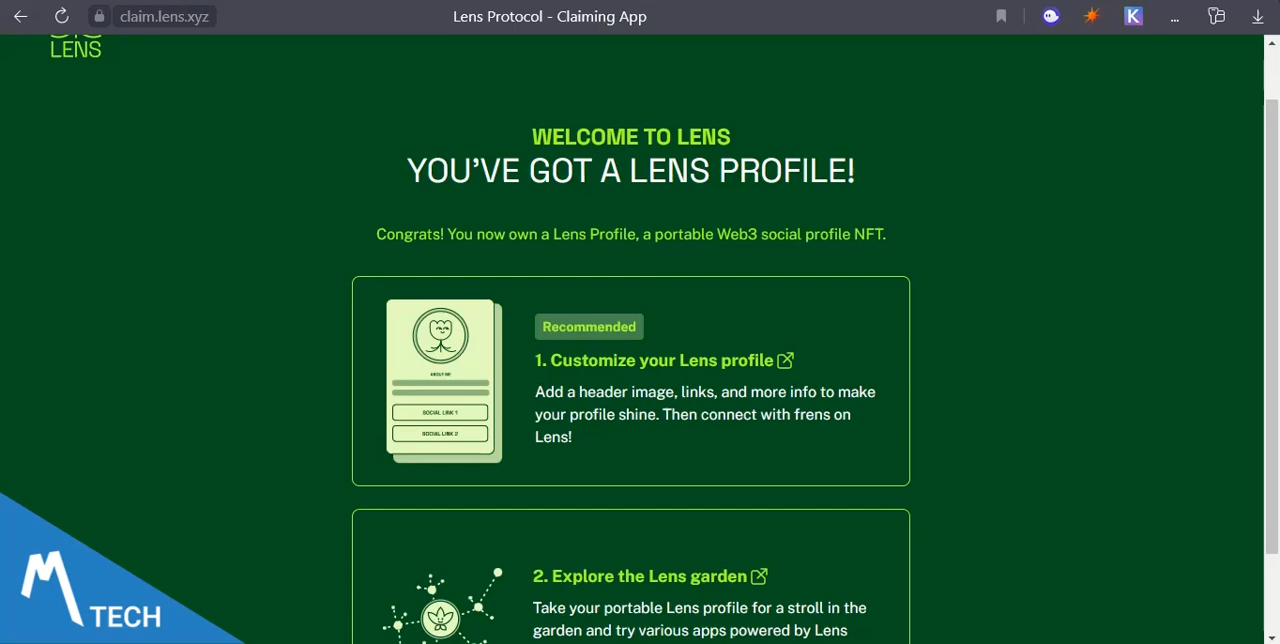 claim.lens.xyz
Lens Protocol - Claiming App
K
...
LENS
WELCOME TO LENS
YOU'VE GOT A LENS PROFILE!
Congrats! You now own a Lens Profile, a portable Web3 social profile NFT.
ABOUT ME!
SOCIAL LINK 1
SOCIAL LINK 2
Recommended
1. Customize your Lens profile
Add a header image, links, and more info to make
your profile shine. Then connect with frens on
Lens!
2. Explore the Lens garden
Take your portable Lens profile for a stroll in the
garden and try various apps powered by Lens
M TECH